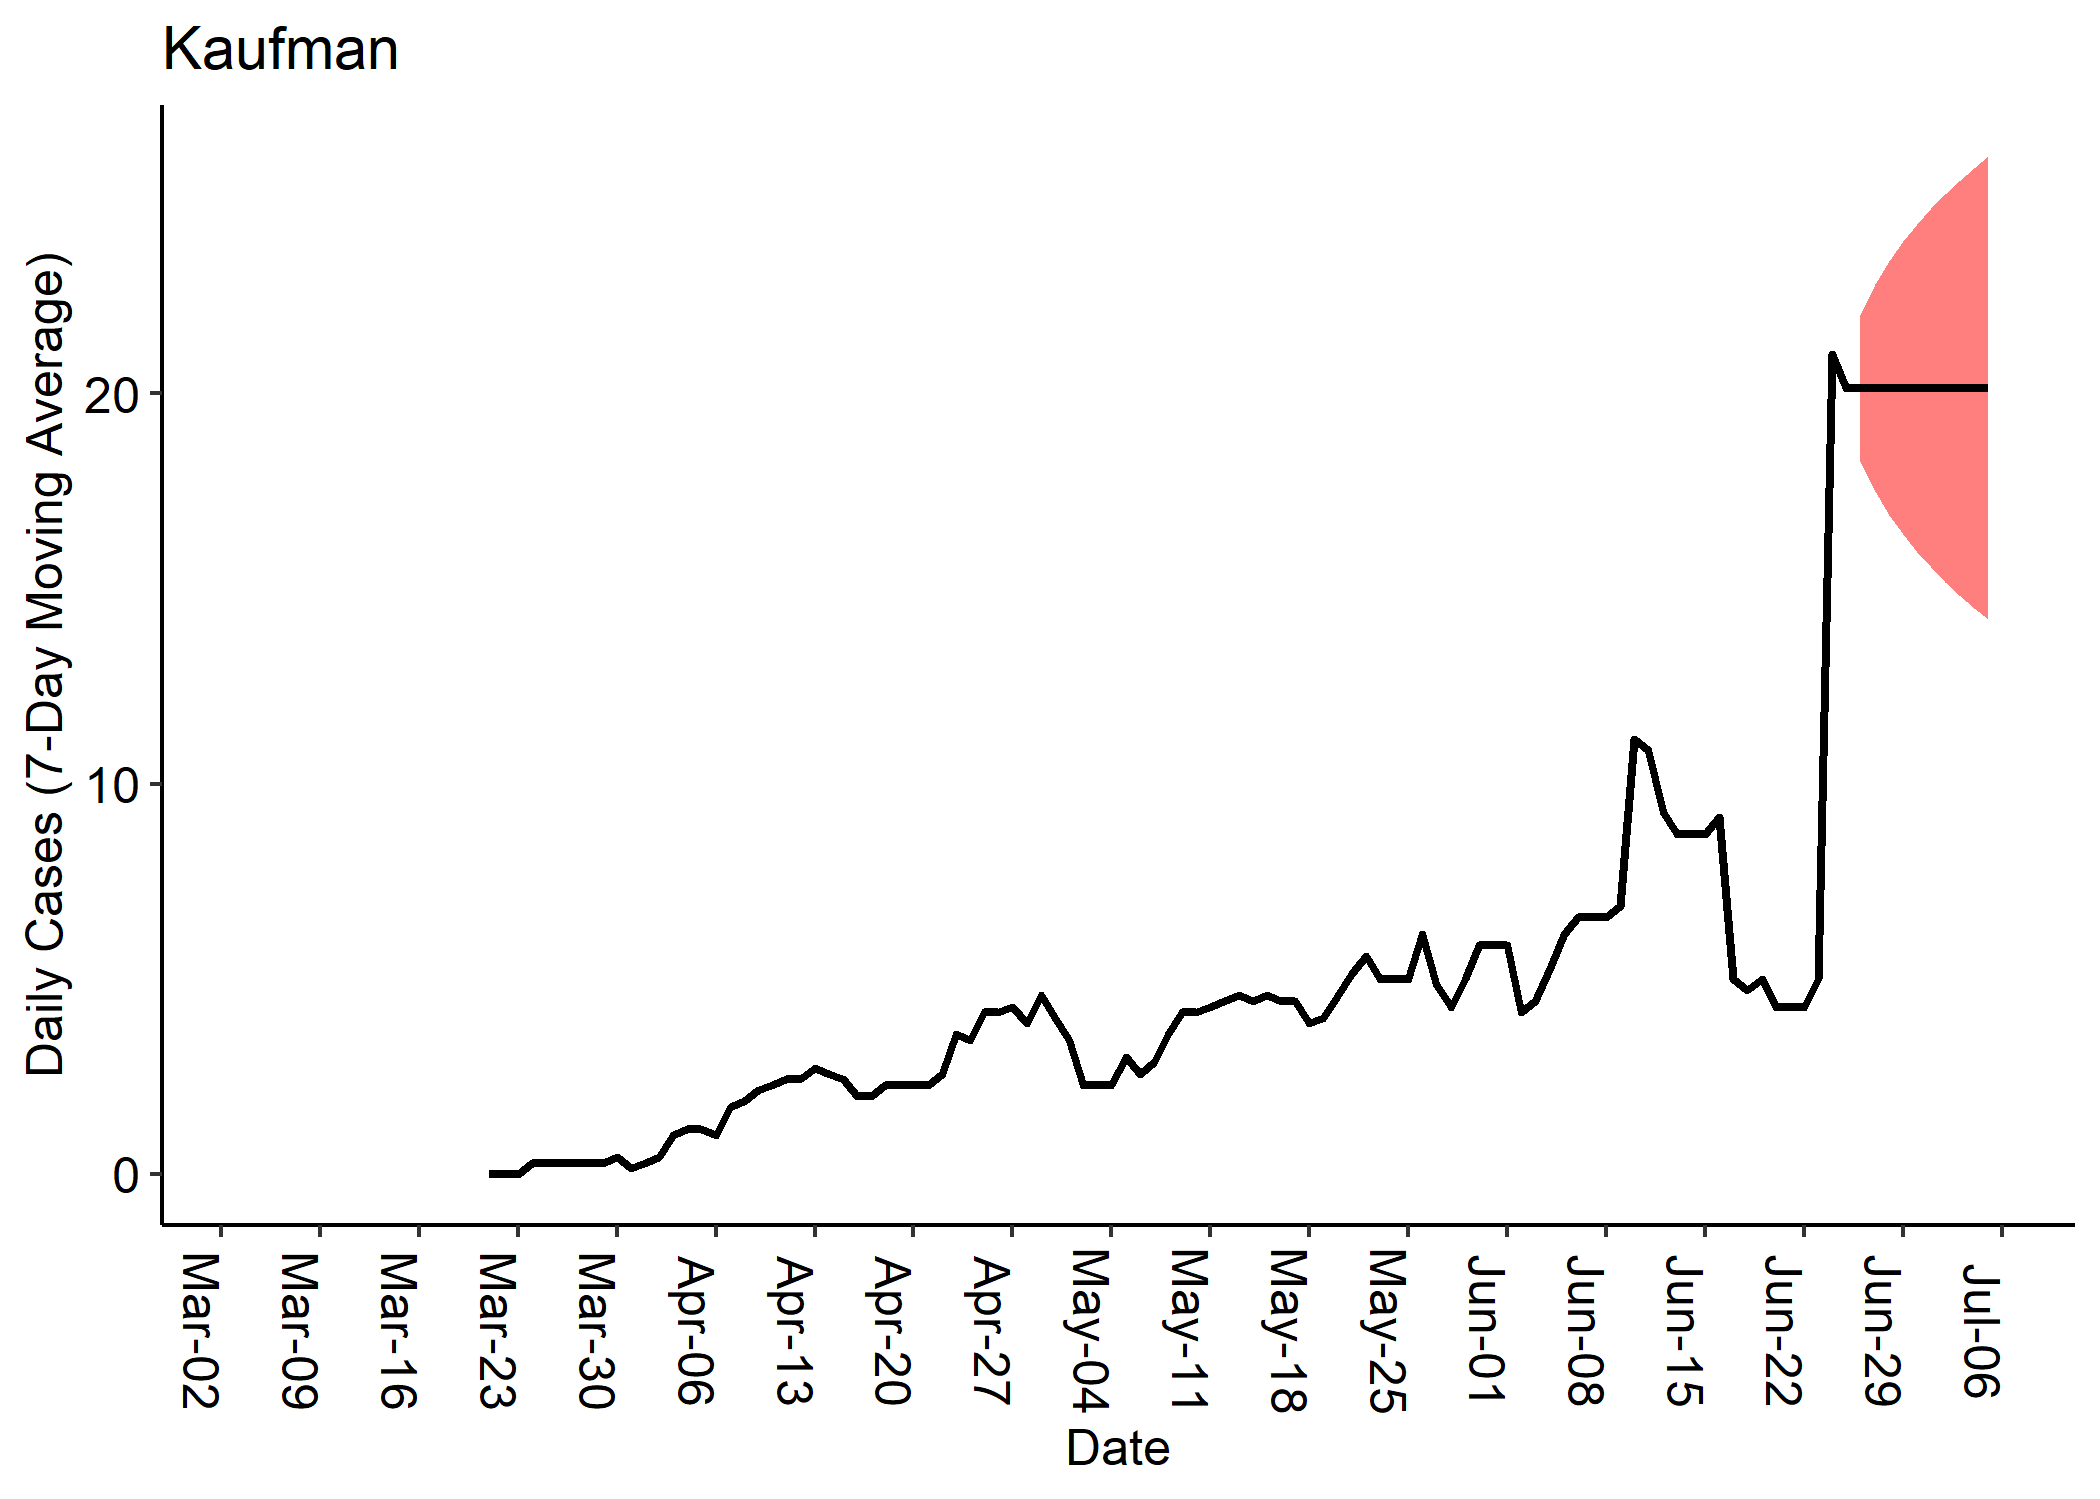 Kaufman
Daily Cases (7-Day Moving Average)
20
10
0
Mar-02
Mar-09
Mar-16
Mar-23
Mar-30
Apr-06
Apr-13
Apr-20
Apr-27
May-04
May-11
May-18
May-25
Jun-01
Jun-08
Jun-15
Jun-22
Jun-29
Jul-06
Date